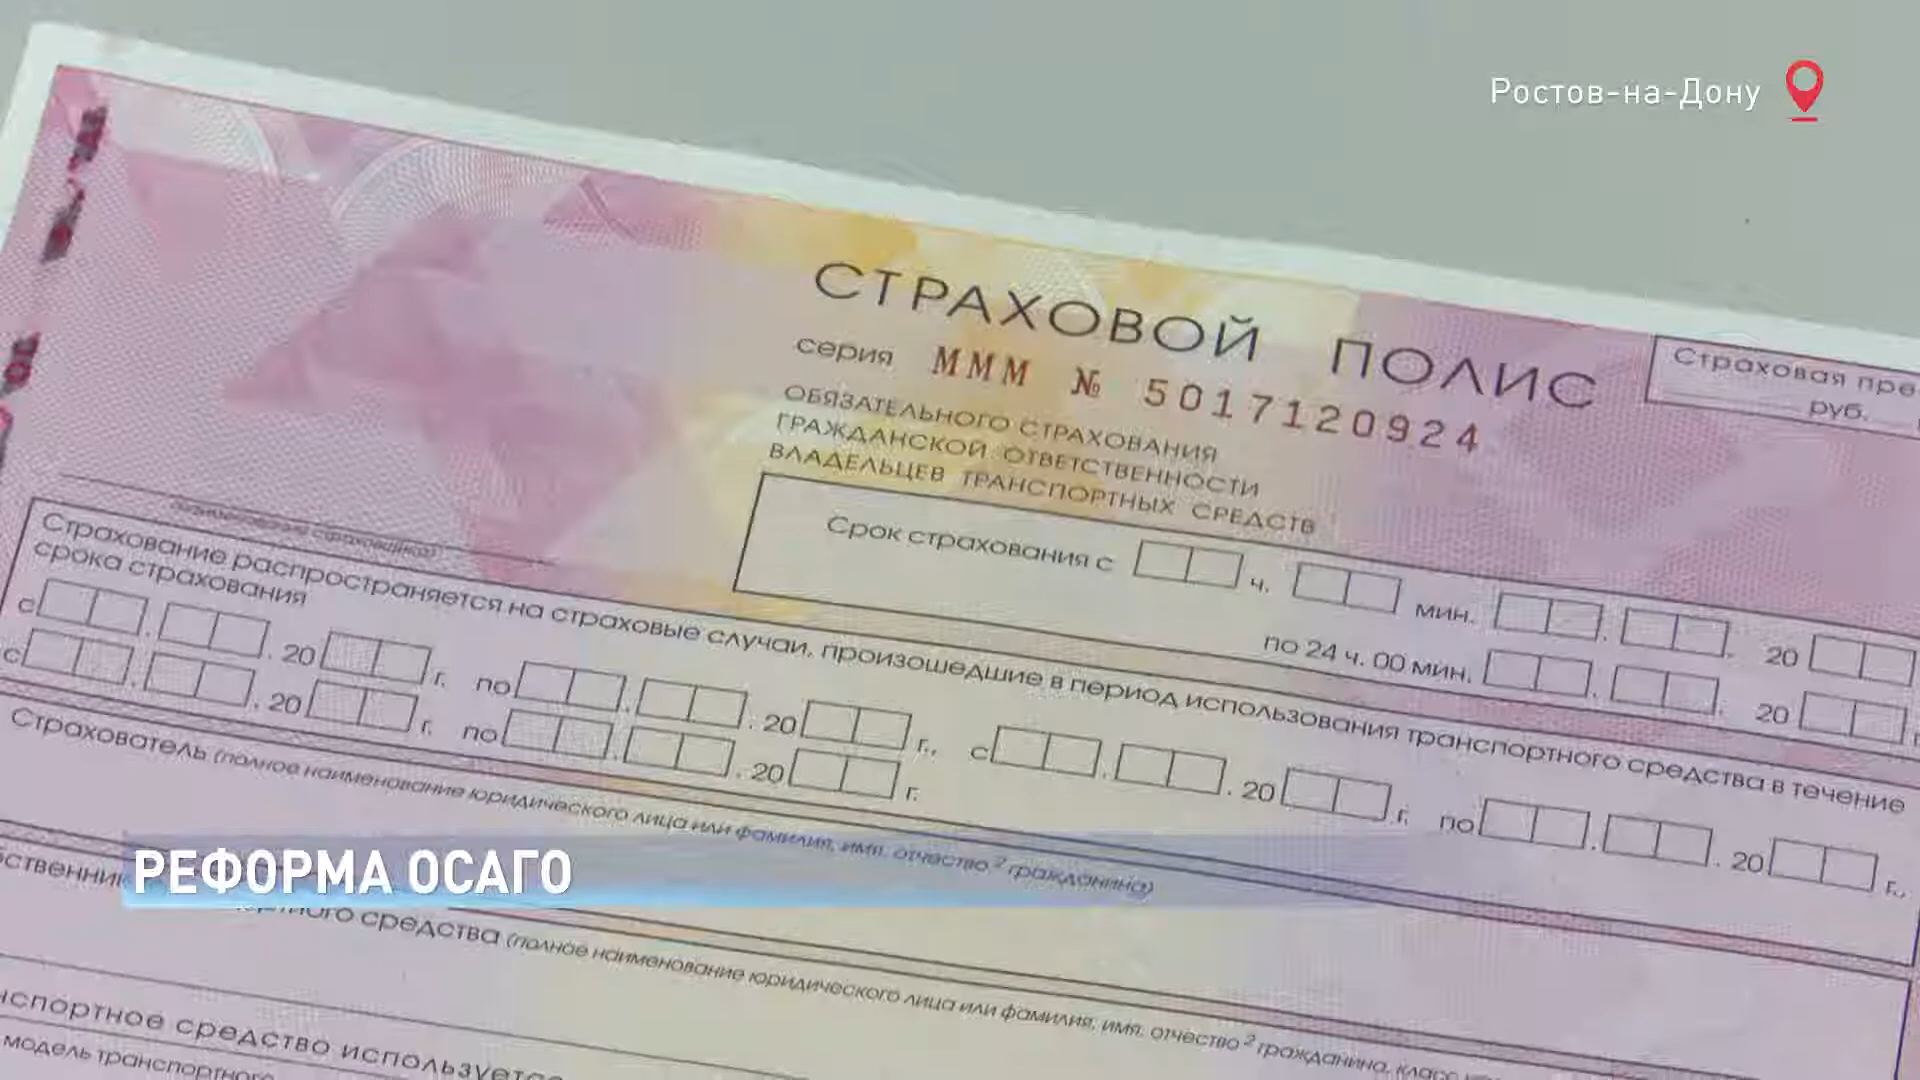 Ростов-на-Дону
СТРАХОВОЙ ПОЛИС
серия МММ № 5017120924
Страховая пре
руб.
ОБЯЗАТЕЛЬНОГО СТРАХОВАНИЯ
ГРАЖДАНСКОЙ ОТВЕТСТВЕННОСТИ
ВЛАДЕЛЬЦЕВ ТРАНСПОРТНЫХ СРЕДСТВ
Срок страхования с ч. мин. . . 20
по 24 ч. 00 мин. . . 20 г
Страхование распространяется на страховые случаи, произошедшие в период использования транспортного средства в течение
срока страхования
с . . 20 г. по . . 20 г., с . . 20 г. по . . 20 г.,
с . . 20 г. по . . 20 г.
Страхователь (полное наименование юридического лица или фамилия, имя, отчество 2 гражданина)
РЕФОРМА ОСАГО
средства (полное наименование юридического лица или фамилия, имя, отчество 2 гражданина,
нспортное средство используетс
модель транспортного